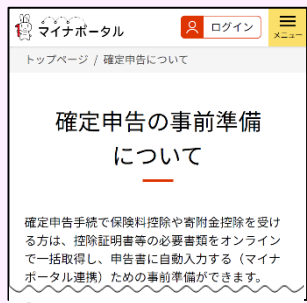 マイナポータル
ログイン
メニュー
トップページ / 確定申告について
確定申告の事前準備
について
確定申告手続で保険料控除や寄附金控除を受け
る方は、控除証明書等の必要書類をオンライン
で一括取得し、申告書に自動入力する（マイナ
ポータル連携）ための事前準備ができます。